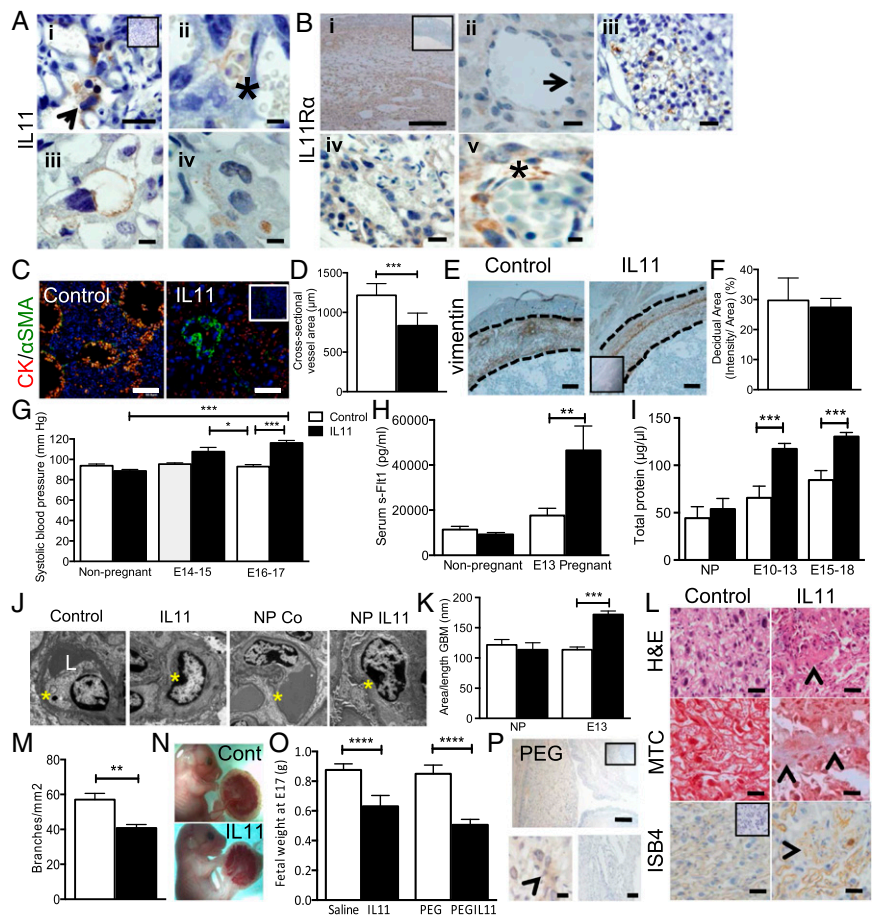 A
i
ii
*
IL11
iii
iv
B
i
ii
iii
IL11Rα
iv
v
*
C
Control
IL11
CK/αSMA
D
1500
***
1000
500
0
Cross-sectional
vessel area (µm)
E
Control
IL11
vimentin
F
40
30
20
10
0
Decidual Area
(Intensity/ Area) (%)
G
***
Control
IL11
*
***
120
100
80
60
40
20
0
Systolic blood pressure (mm Hg)
Non-pregnant
E14-15
E16-17
H
60000
**
40000
20000
0
Serum s-Flt1 (pg/ml)
Non-pregnant
E13 Pregnant
I
150
***
***
100
50
0
Total protein (µg/µl)
NP
E10-13
E15-18
J
Control
IL11
NP Co
NP IL11
L
*
*
*
*
K
200
***
150
100
50
0
Area/length GBM (nm)
NP
E13
L
Control
IL11
H&E
MTC
ISB4
M
80
**
60
40
20
0
Branches/mm2
N
Cont
IL11
O
1.0
****
****
0.8
0.6
0.4
0.2
0.0
Fetal weight at E17 (g)
Saline
IL11
PEG
PEGIL11
P
PEG